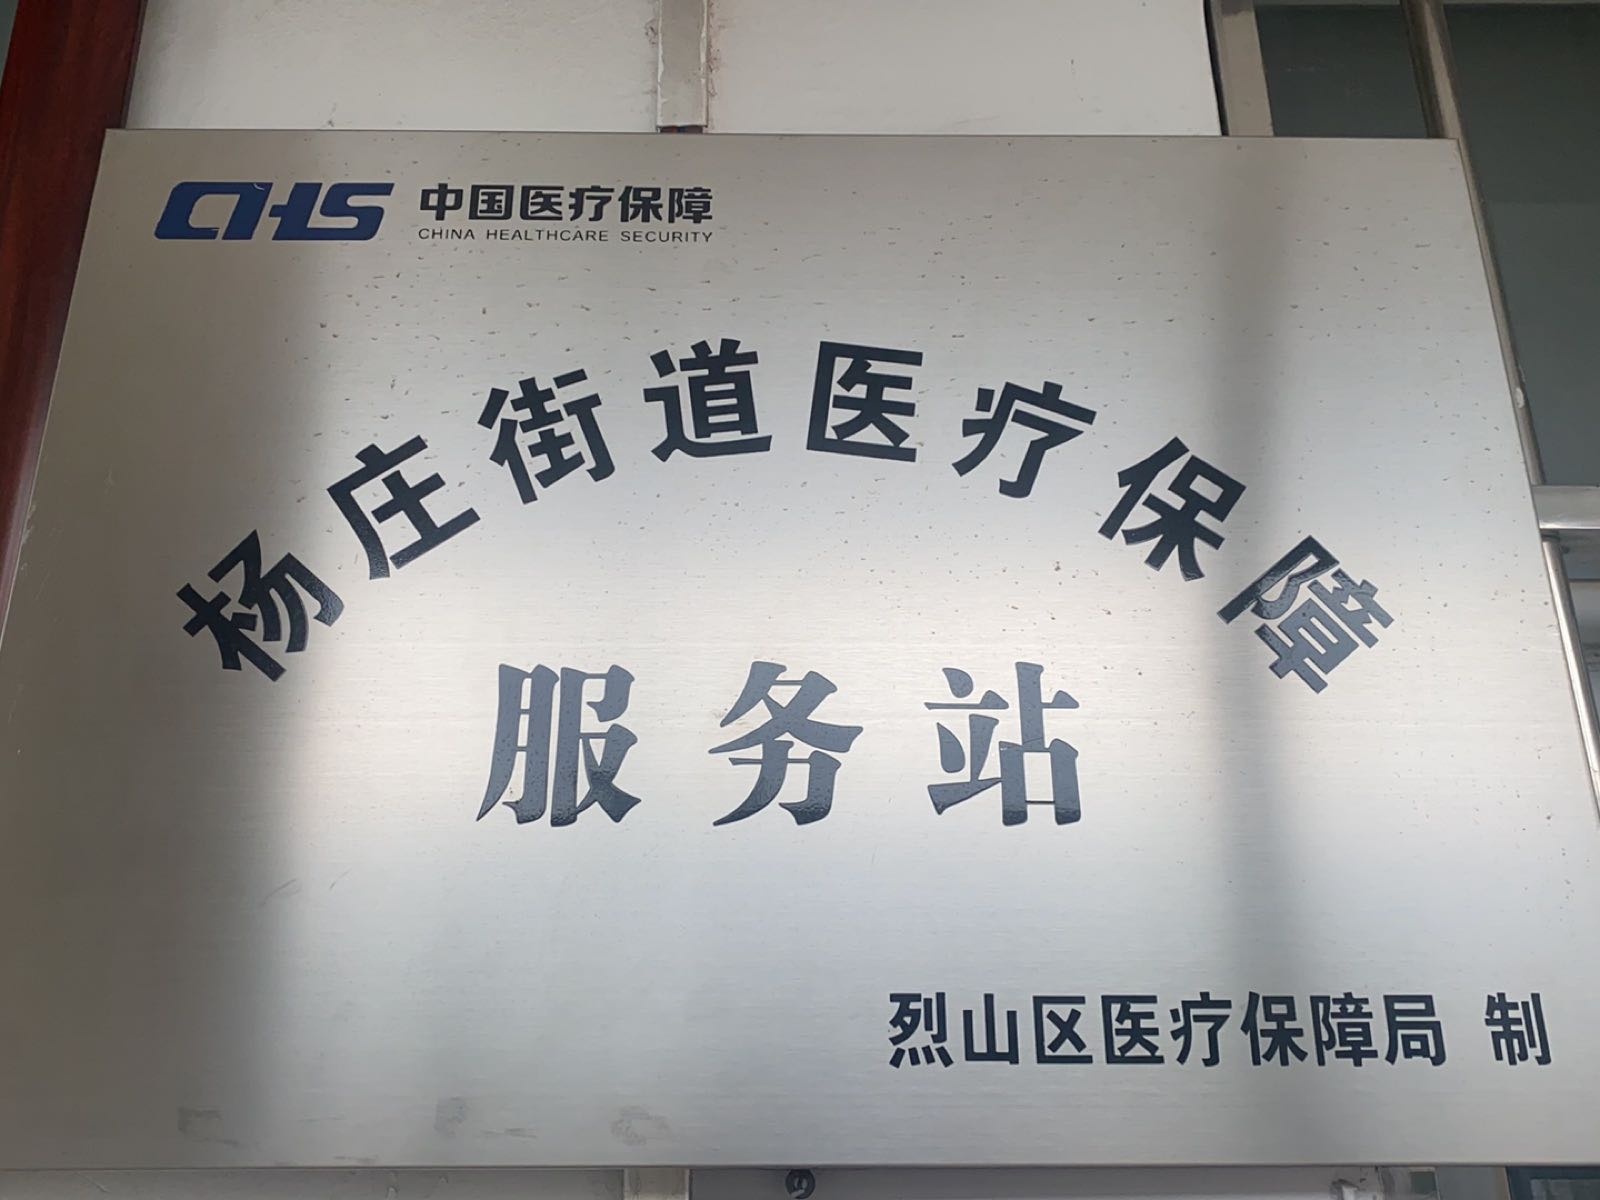 CHS 中国医疗保障
CHINA HEALTHCARE SECURITY
杨庄街道医疗保障
服务站
烈山区医疗保障局 制